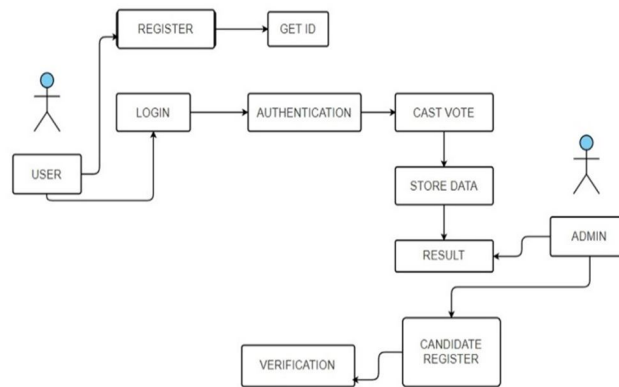 REGISTER
GET ID
LOGIN
AUTHENTICATION
CAST VOTE
USER
STORE DATA
ADMIN
RESULT
CANDIDATE
REGISTER
VERIFICATION